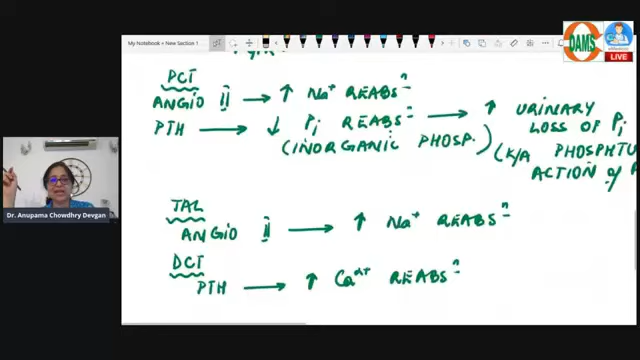 My Notebook « New Section 1
DAMS
LIVE
PCT
ANGIO II → ↑ Na+ REABSⁿ
PTH → ↓ Pi REABSⁿ → ↑ URINARY LOSS OF Pi
(INORGANIC PHOSP.) (K/A PHOSPHTU
ACTION of
TAL
ANGIO II → ↑ Na+ REABSⁿ
DCT
PTH → ↑ Ca2+ REABSⁿ
Dr. Anupama Chowdhry Devgan